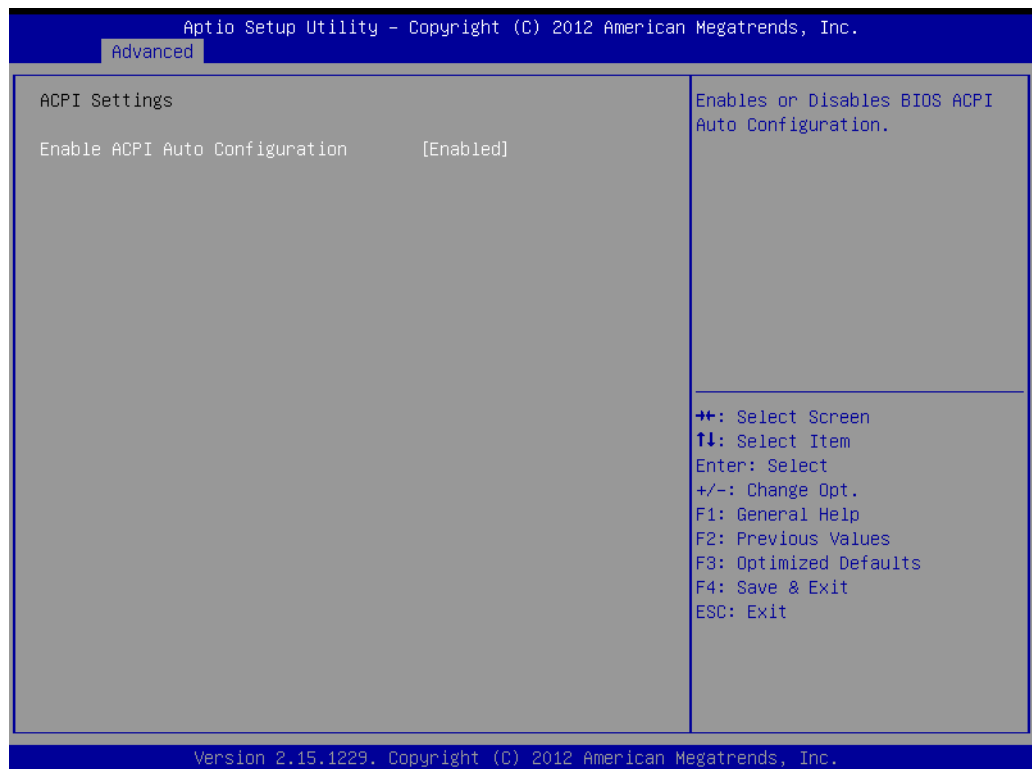 Aptio Setup Utility – Copyright (C) 2012 American Megatrends, Inc.
Advanced
ACPI Settings
Enable ACPI Auto Configuration [Enabled]
Enables or Disables BIOS ACPI
Auto Configuration.
→←: Select Screen
↑↓: Select Item
Enter: Select
+/-: Change Opt.
F1: General Help
F2: Previous Values
F3: Optimized Defaults
F4: Save & Exit
ESC: Exit
Version 2.15.1229. Copyright (C) 2012 American Megatrends, Inc.